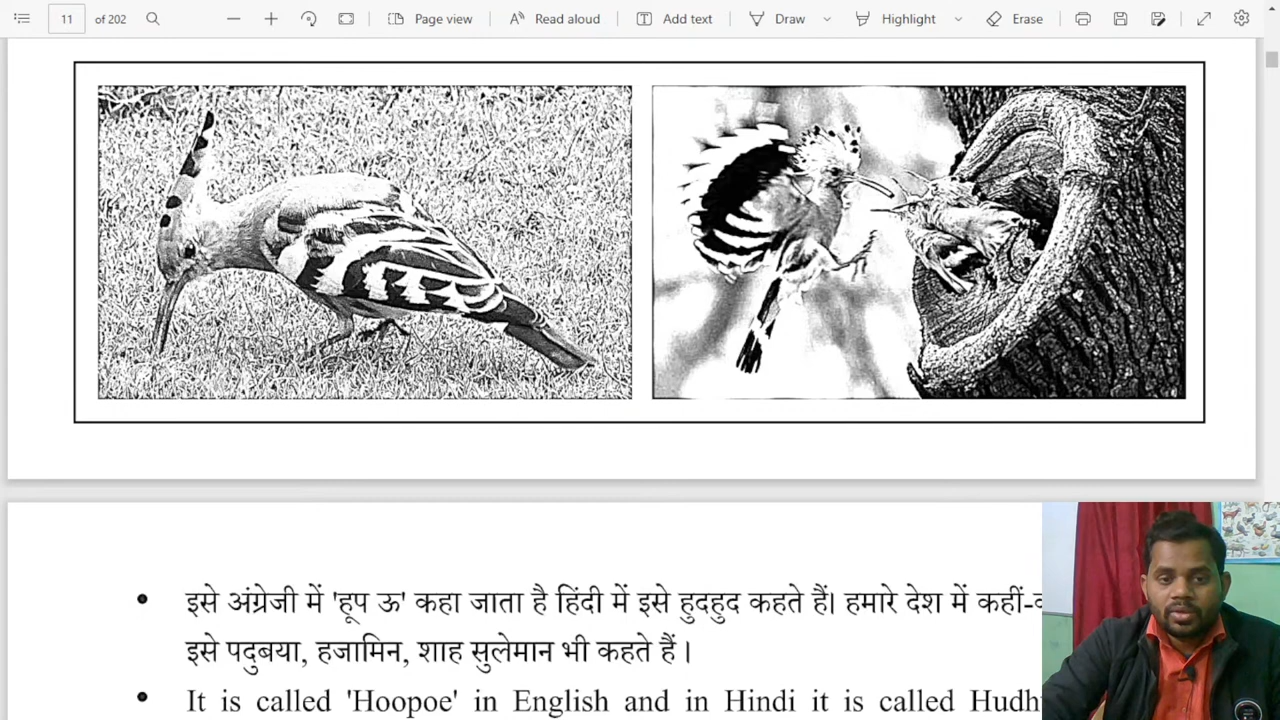 11 of 202 Page view Read aloud Add text Draw Highlight Erase
इसे अंग्रेजी में 'हूप ऊ' कहा जाता है हिंदी में इसे हुदहुद कहते हैं। हमारे देश में कहीं-
इसे पदुबया, हजामिन, शाह सुलेमान भी कहते हैं ।
It is called 'Hoopoe' in English and in Hindi it is called